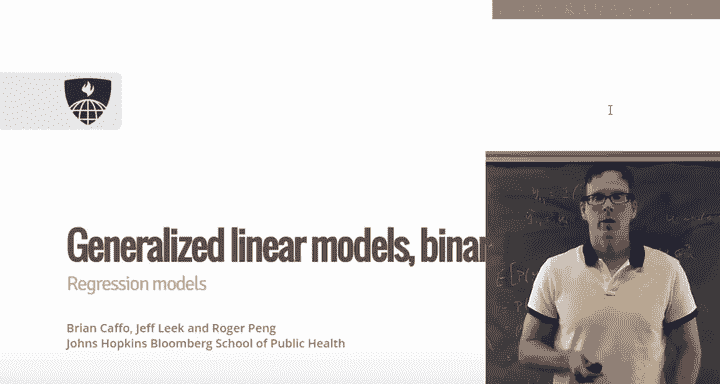 Generalized linear models, binar
Regression models
Brian Caffo, Jeff Leek and Roger Peng
Johns Hopkins Bloomberg School of Public Health